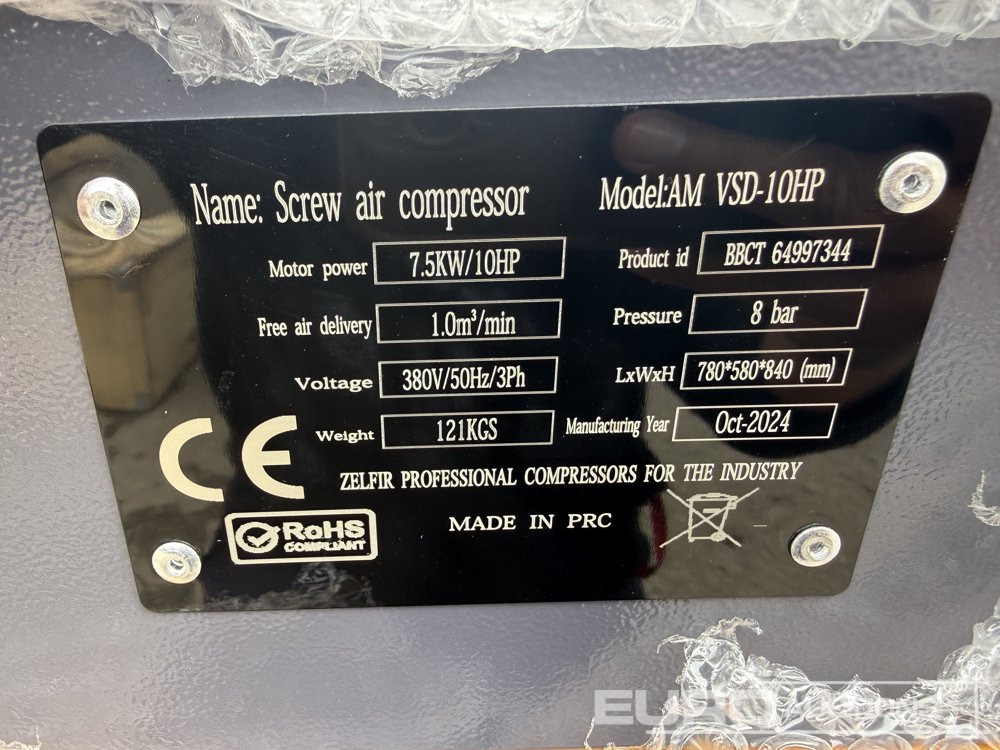 Name: Screw air compressor
Model:AM VSD-10HP
Motor power 7.5KW/10HP
Product id BBCT 64997344
Free air delivery 1.0m³/min
Pressure 8 bar
Voltage 380V/50Hz/3Ph
LxWxH 780*580*840 (mm)
Weight 121KGS
Manufacturing Year Oct-2024
CE
ZELFIR PROFESSIONAL COMPRESSORS FOR THE INDUSTRY
RoHS
COMPLIANT
MADE IN PRC
EURO